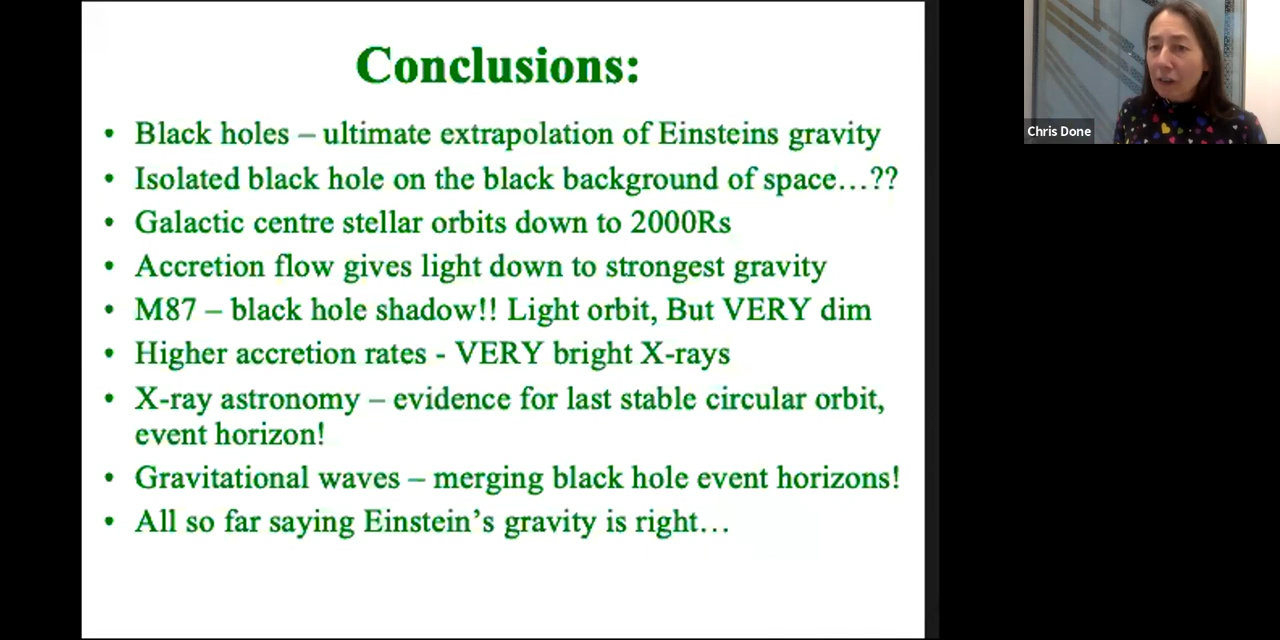 Conclusions:
• Black holes – ultimate extrapolation of Einsteins gravity
• Isolated black hole on the black background of space…??
• Galactic centre stellar orbits down to 2000Rs
• Accretion flow gives light down to strongest gravity
• M87 – black hole shadow!! Light orbit, But VERY dim
• Higher accretion rates - VERY bright X-rays
• X-ray astronomy – evidence for last stable circular orbit,
event horizon!
• Gravitational waves – merging black hole event horizons!
• All so far saying Einstein’s gravity is right…
Chris Done